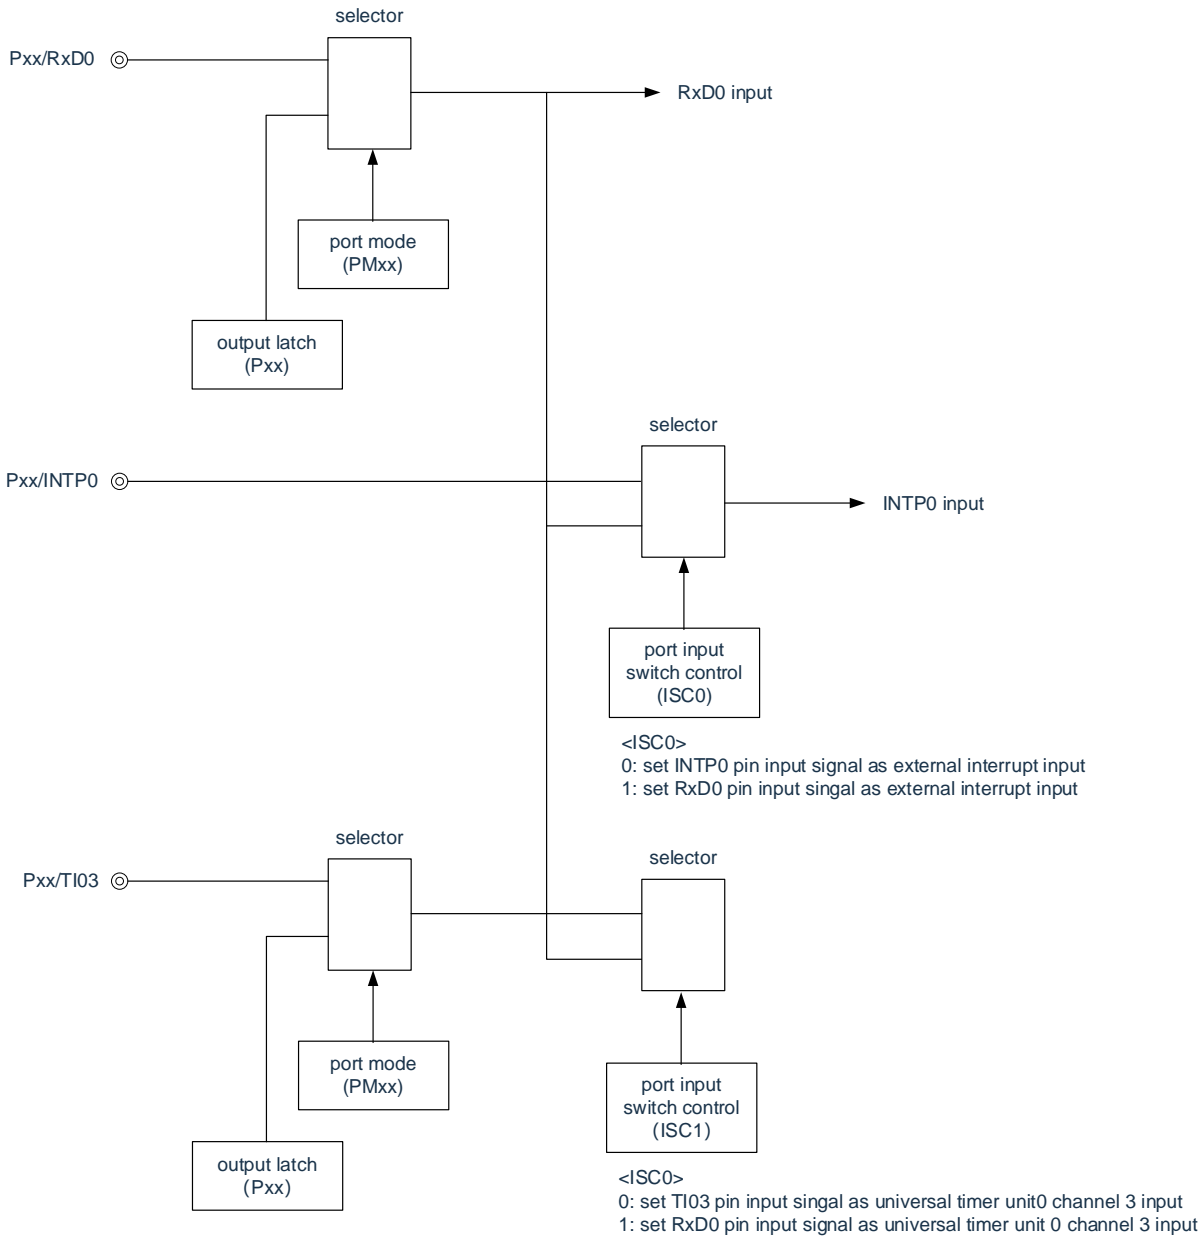 selector
Pxx/RxD0
RxD0 input
port mode
(PMxx)
output latch
(Pxx)
selector
Pxx/INTP0
INTP0 input
port input
switch control
(ISC0)
<ISC0>
0: set INTP0 pin input signal as external interrupt input
1: set RxD0 pin input singal as external interrupt input
selector
selector
Pxx/TI03
port mode
(PMxx)
port input
switch control
(ISC1)
output latch
(Pxx)
<ISC0>
0: set TI03 pin input singal as universal timer unit0 channel 3 input
1: set RxD0 pin input signal as universal timer unit 0 channel 3 input